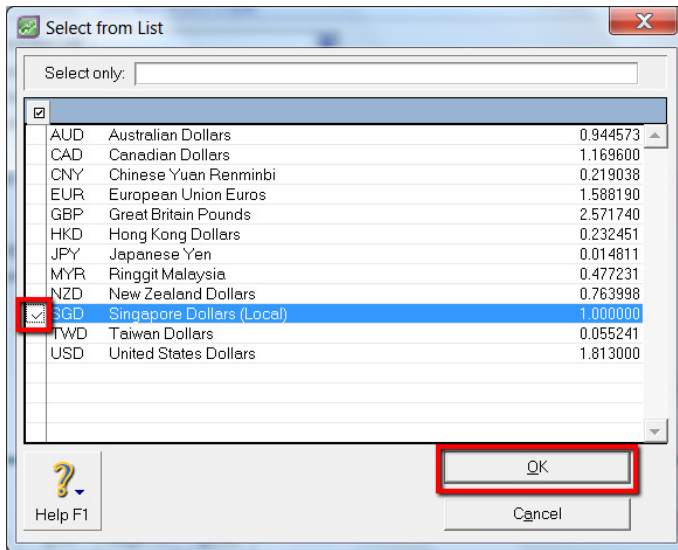 Select from List
Select only:
AUD Australian Dollars 0.944573
CAD Canadian Dollars 1.169600
CNY Chinese Yuan Renminbi 0.219038
EUR European Union Euros 1.588190
GBP Great Britain Pounds 2.571740
HKD Hong Kong Dollars 0.232451
JPY Japanese Yen 0.014811
MYR Ringgit Malaysia 0.477231
NZD New Zealand Dollars 0.763998
SGD Singapore Dollars (Local) 1.000000
TWD Taiwan Dollars 0.055241
USD United States Dollars 1.813000
OK
Help F1
Cancel